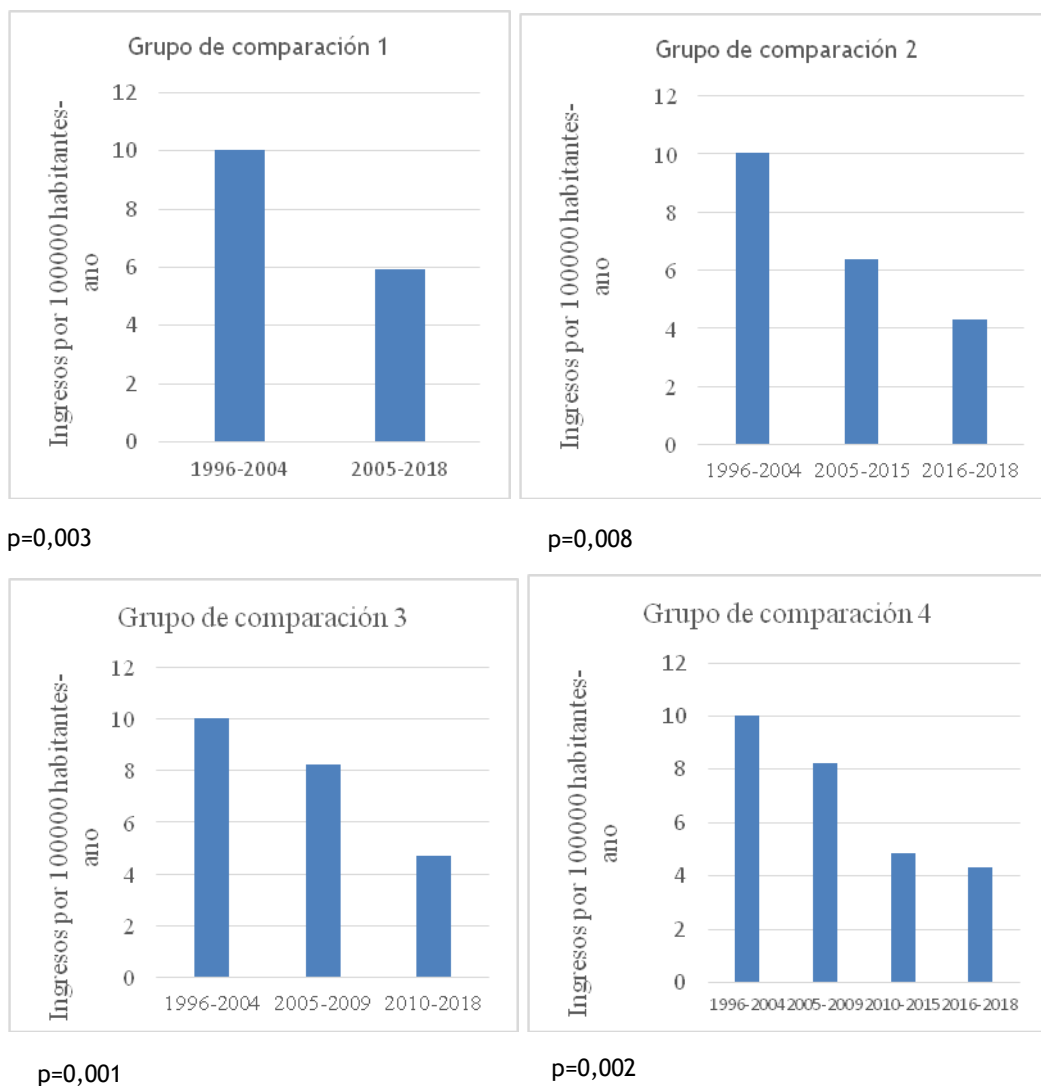 Grupo de comparación 1
Ingresos por 100000 habitantes-
ano
12
10
8
6
4
2
0
1996-2004 2005-2018
p=0,003
Grupo de comparación 2
Ingresos por 100000 habitantes-
ano
12
10
8
6
4
2
0
1996-2004 2005-2015 2016-2018
p=0,008
Grupo de comparación 3
Ingresos por 100000 habitantes-
ano
12
10
8
6
4
2
0
1996-2004 2005-2009 2010-2018
p=0,001
Grupo de comparación 4
Ingresos por 100000 habitantes-
ano
12
10
8
6
4
2
0
1996-2004 2005-2009 2010-2015 2016-2018
p=0,002